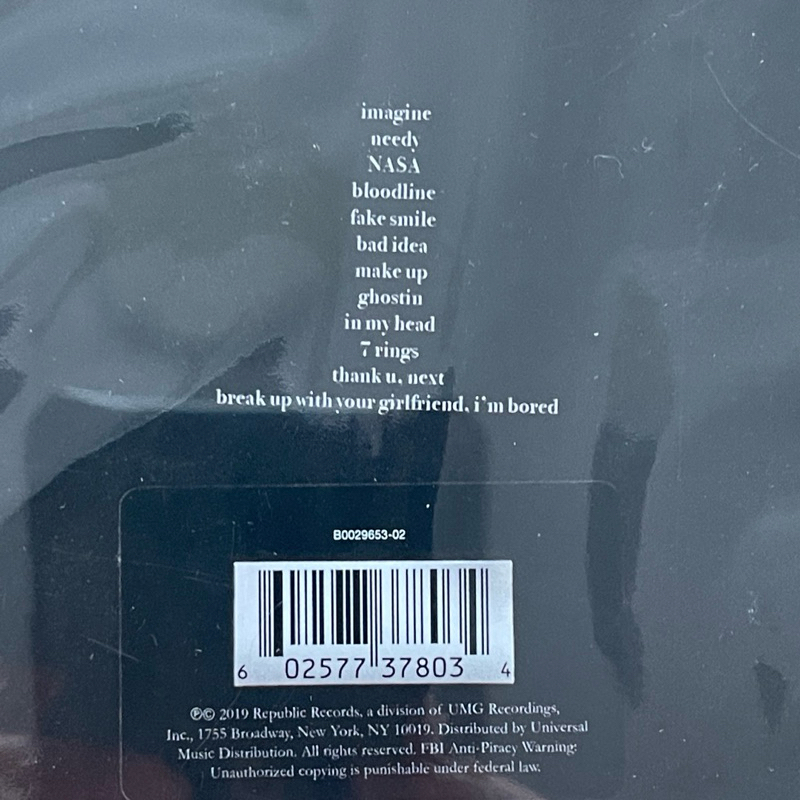 imagine
needy
NASA
bloodline
fake smile
bad idea
make up
ghostin
in my head
7 rings
thank u, next
break up with your girlfriend, i'm bored
B0029653-02
6 02577 37803 4
℗© 2019 Republic Records, a division of UMG Recordings,
Inc., 1755 Broadway, New York, NY 10019. Distributed by Universal
Music Distribution. All rights reserved. FBI Anti-Piracy Warning:
Unauthorized copying is punishable under federal law.